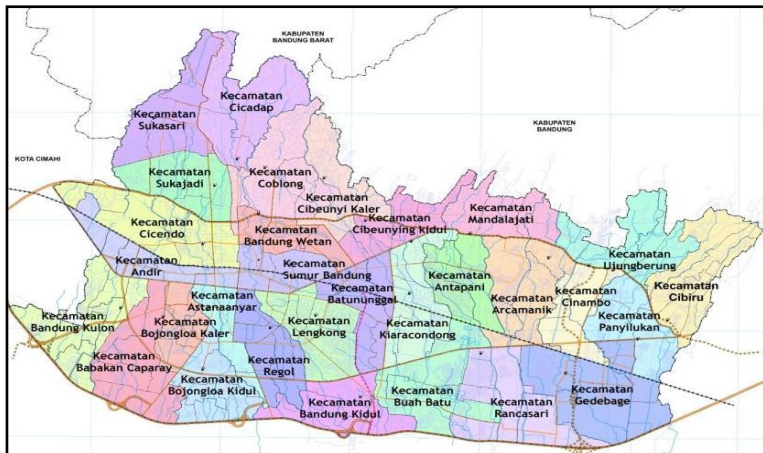 KABUPATEN
BANDUNG BARAT
Kecamatan
Cicadap
Kecamatan
Sukasari
KABUPATEN
BANDUNG
KOTA CIMAHI
Kecamatan
Sukajadi
Kecamatan
Coblong
Kecamatan
Cibeunyi Kaler
Kecamatan
Cibeunying kidul
Kecamatan
Mandalajati
Kecamatan
Cicendo
Kecamatan
Bandung Wetan
Kecamatan
Ujungberung
Kecamatan
Andir
Kecamatan
Sumur Bandung
Kecamatan
Batununggal
Kecamatan
Antapani
Kecamatan
Arcamanik
Kecamatan
Cinambo
Kecamatan
Cibiru
Kecamatan
Bandung Kulon
Kecamatan
Bojongloa Kaler
Kecamatan
Astanaanyar
Kecamatan
Lengkong
Kecamatan
Kiaracondong
Kecamatan
Panyilukan
Kecamatan
Babakan Caparay
Kecamatan
Bojongloa Kidul
Kecamatan
Regol
Kecamatan
Bandung Kidul
Kecamatan
Buah Batu
Kecamatan
Rancasari
Kecamatan
Gedebage